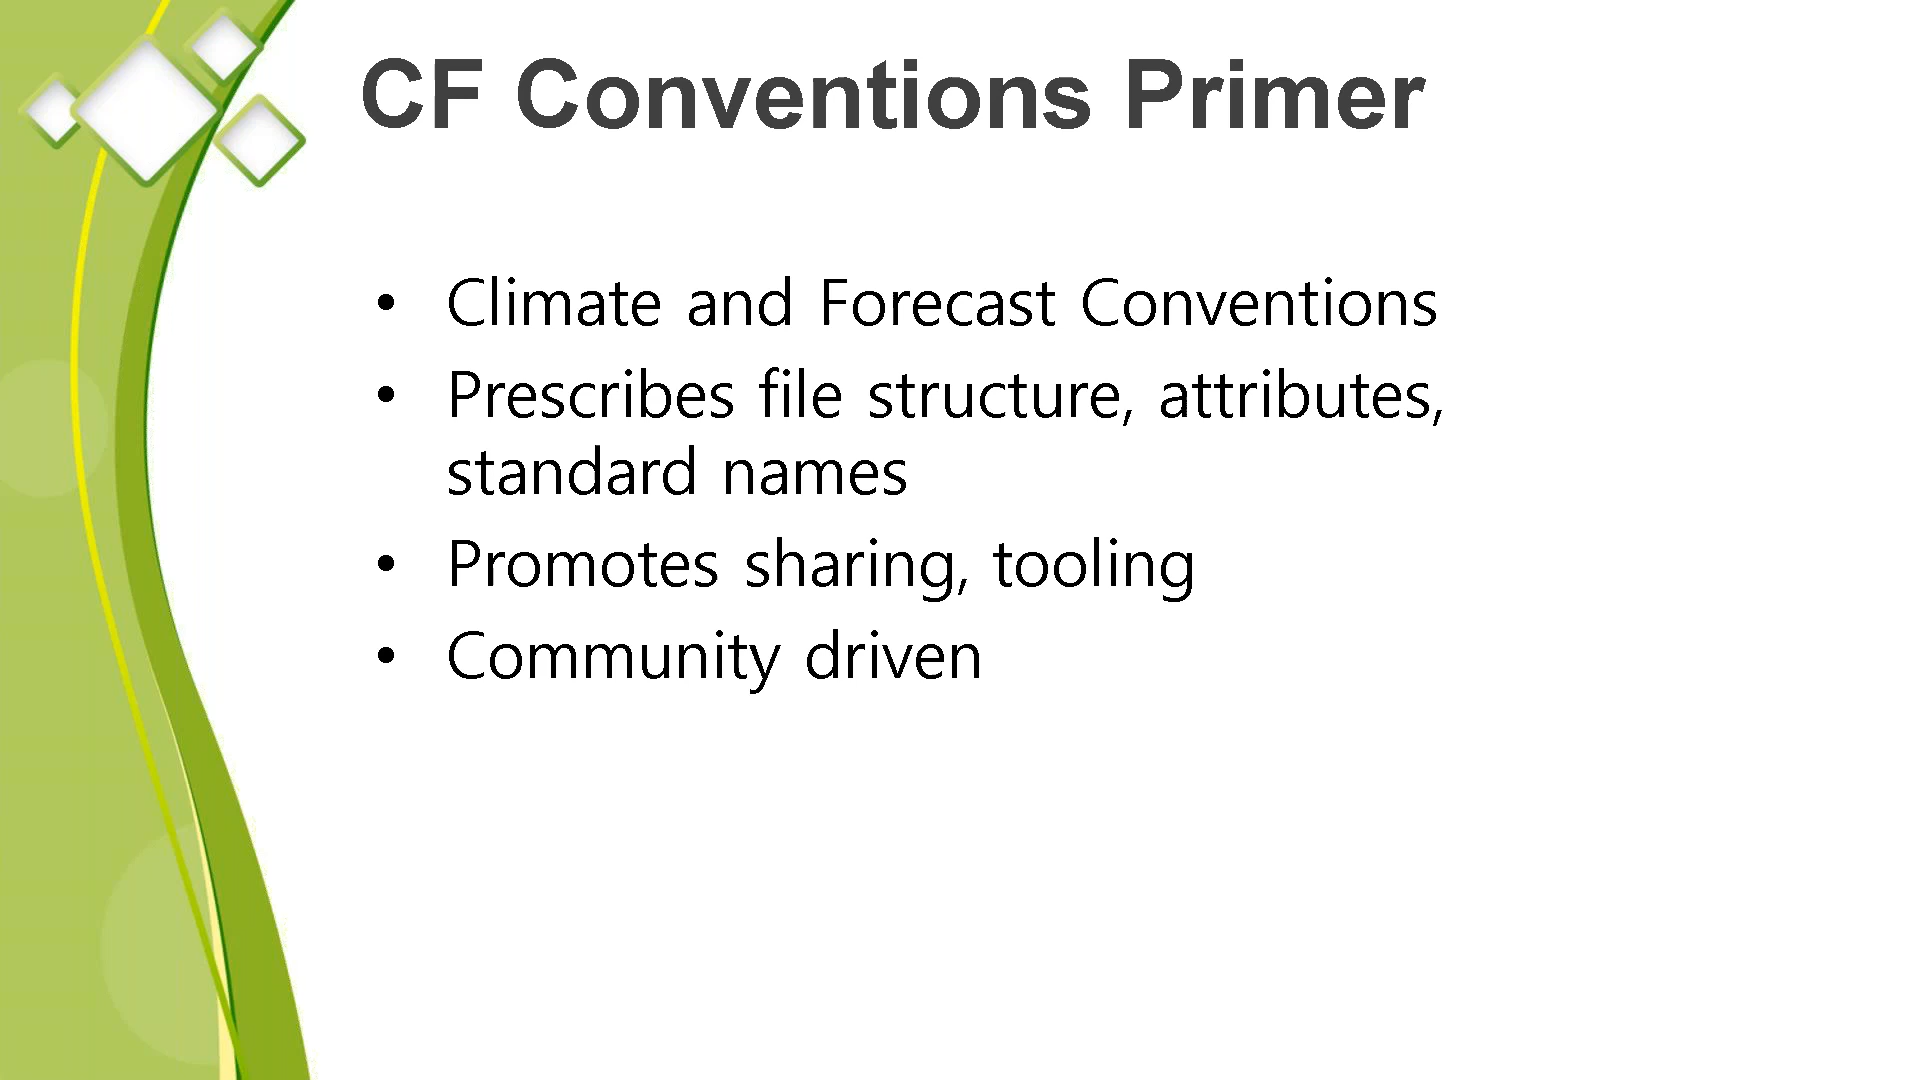 CF Conventions Primer
• Climate and Forecast Conventions
• Prescribes file structure, attributes,
standard names
• Promotes sharing, tooling
• Community driven